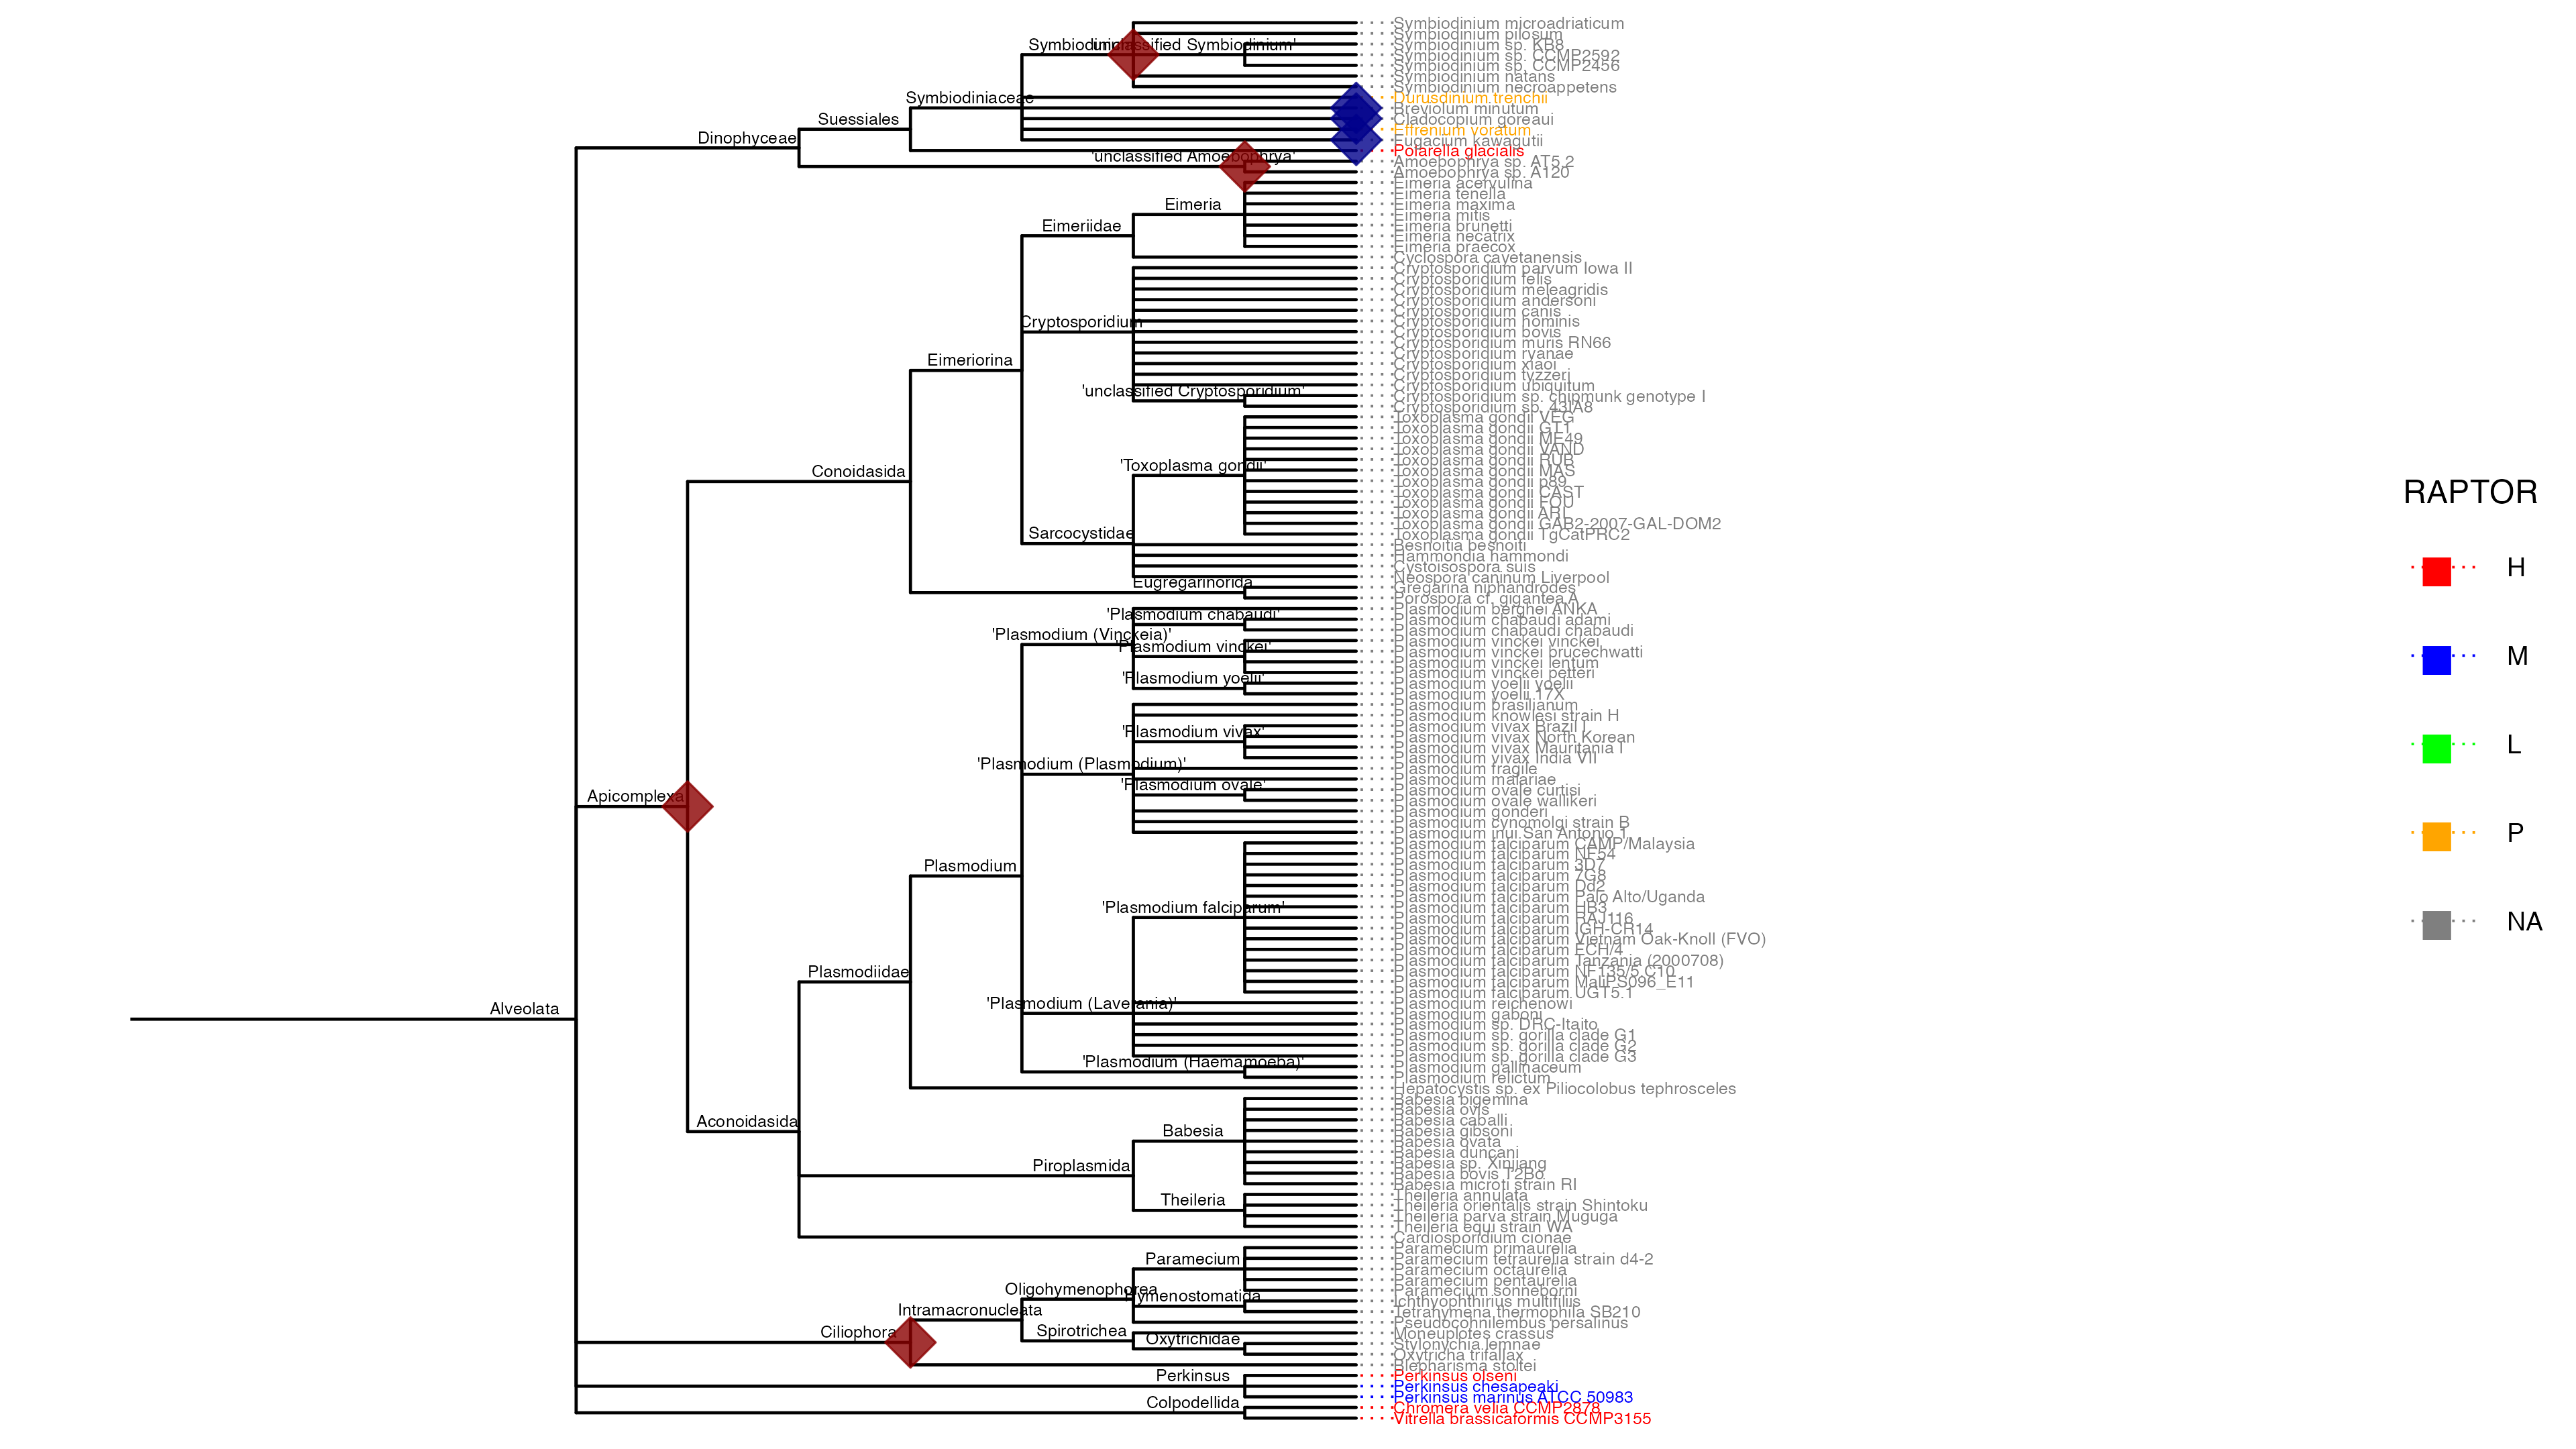 Symbiodinium microadriaticum
Symbiodinium pilosum
Symbiodinium sp. KB8
'unclassified Symbiodinium'
Symbiodinium sp. CCMP2592
Symbiodinium sp. CCMP2456
Symbiodinium natans
Symbiodinium necroappetens
Symbiodiniaceae
Durusdinium trenchii
Breviolum minutum
Suessiales
Cladocopium goreaui
Effrenium voratum
Dinophyceae
Fugacium kawagutii
Polarella glacialis
'unclassified Amoebophrya'
Amoebophrya sp. AT5.2
Amoebophrya sp. A120
Eimeria acervulina
Eimeria tenella
Eimeria
Eimeria maxima
Eimeria mitis
Eimeriidae
Eimeria brunetti
Eimeria necatrix
Eimeria praecox
Cyclospora cayetanensis
Cryptosporidium parvum Iowa II
Cryptosporidium felis
Cryptosporidium meleagridis
Cryptosporidium andersoni
Cryptosporidium canis
Cryptosporidium
Cryptosporidium hominis
Cryptosporidium bovis
Cryptosporidium muris RN66
Cryptosporidium ryanae
Eimeriorina
Cryptosporidium xiaoi
Cryptosporidium tyzzeri
Cryptosporidium ubiquitum
'unclassified Cryptosporidium'
Cryptosporidium sp. chipmunk genotype I
Cryptosporidium sp. 43IA8
Toxoplasma gondii VEG
Toxoplasma gondii GT1
Toxoplasma gondii ME49
Toxoplasma gondii VAND
Toxoplasma gondii RUB
'Toxoplasma gondii'
Conoidasida
Toxoplasma gondii MAS
Toxoplasma gondii p89
Toxoplasma gondii CAST
Toxoplasma gondii FOU
Toxoplasma gondii ARI
Toxoplasma gondii GAB2-2007-GAL-DOM2
Sarcocystidae
Toxoplasma gondii TgCatPRC2
Besnoitia besnoiti
Hammondia hammondi
Cystoisospora suis
Neospora caninum Liverpool
Eugregarinorida
Gregarina niphandrodes
Porospora cf. gigantea A
Plasmodium berghei ANKA
'Plasmodium chabaudi'
Plasmodium chabaudi adami
Plasmodium chabaudi chabaudi
'Plasmodium (Vinckeia)'
Plasmodium vinckei vinckei
'Plasmodium vinckei'
Plasmodium vinckei brucechwatti
Plasmodium vinckei lentum
Plasmodium vinckei petteri
'Plasmodium yoelii'
Plasmodium yoelii yoelii
Plasmodium yoelii 17X
Plasmodium brasilianum
Plasmodium knowlesi strain H
Plasmodium vivax Brazil I
'Plasmodium vivax'
Plasmodium vivax North Korean
Plasmodium vivax Mauritania I
Plasmodium vivax India VII
'Plasmodium (Plasmodium)'
Plasmodium fragile
Plasmodium malariae
'Plasmodium ovale'
Plasmodium ovale curtisi
Plasmodium ovale wallikeri
Apicomplexa
Plasmodium gonderi
Plasmodium cynomolgi strain B
Plasmodium inui San Antonio 1
Plasmodium falciparum CAMP/Malaysia
Plasmodium falciparum NF54
Plasmodium
Plasmodium falciparum 3D7
Plasmodium falciparum 7G8
Plasmodium falciparum Dd2
Plasmodium falciparum Palo Alto/Uganda
'Plasmodium falciparum'
Plasmodium falciparum HB3
Plasmodium falciparum RAJ116
Plasmodium falciparum IGH-CR14
Plasmodium falciparum Vietnam Oak-Knoll (FVO)
Plasmodium falciparum FCH/4
Plasmodium falciparum Tanzania (2000708)
Plasmodiidae
Plasmodium falciparum NF135/5.C10
Plasmodium falciparum MaliPS096_E11
Plasmodium falciparum UGT5.1
'Plasmodium (Laverania)'
Plasmodium reichenowi
Alveolata
Plasmodium gaboni
Plasmodium sp. DRC-Itaito
Plasmodium sp. gorilla clade G1
Plasmodium sp. gorilla clade G2
Plasmodium sp. gorilla clade G3
'Plasmodium (Haemamoeba)'
Plasmodium gallinaceum
Plasmodium relictum
Hepatocystis sp. ex Piliocolobus tephrosceles
Babesia bigemina
Babesia ovis
Aconoidasida
Babesia caballi
Babesia
Babesia gibsoni
Babesia ovata
Babesia duncani
Piroplasmida
Babesia sp. Xinjiang
Babesia bovis T2Bo
Babesia microti strain RI
Theileria
Theileria annulata
Theileria orientalis strain Shintoku
Theileria parva strain Muguga
Theileria equi strain WA
Cardiosporidium cionae
Paramecium primaurelia
Paramecium
Paramecium tetraurelia strain d4-2
Paramecium octaurelia
Paramecium pentaurelia
Oligohymenophorea
Paramecium sonneborni
Hymenostomatida
Ichthyophthirius multifiliis
Intramacronucleata
Tetrahymena thermophila SB210
Pseudocohnilembus persalinus
Ciliophora
Spirotrichea
Moneuplotes crassus
Oxytrichidae
Stylonychia lemnae
Oxytricha trifallax
Blepharisma stoltei
Perkinsus
Perkinsus olseni
Perkinsus chesapeaki
Perkinsus marinus ATCC 50983
Colpodellida
Chromera velia CCMP2878
Vitrella brassicaformis CCMP3155
RAPTOR
H
M
L
P
NA